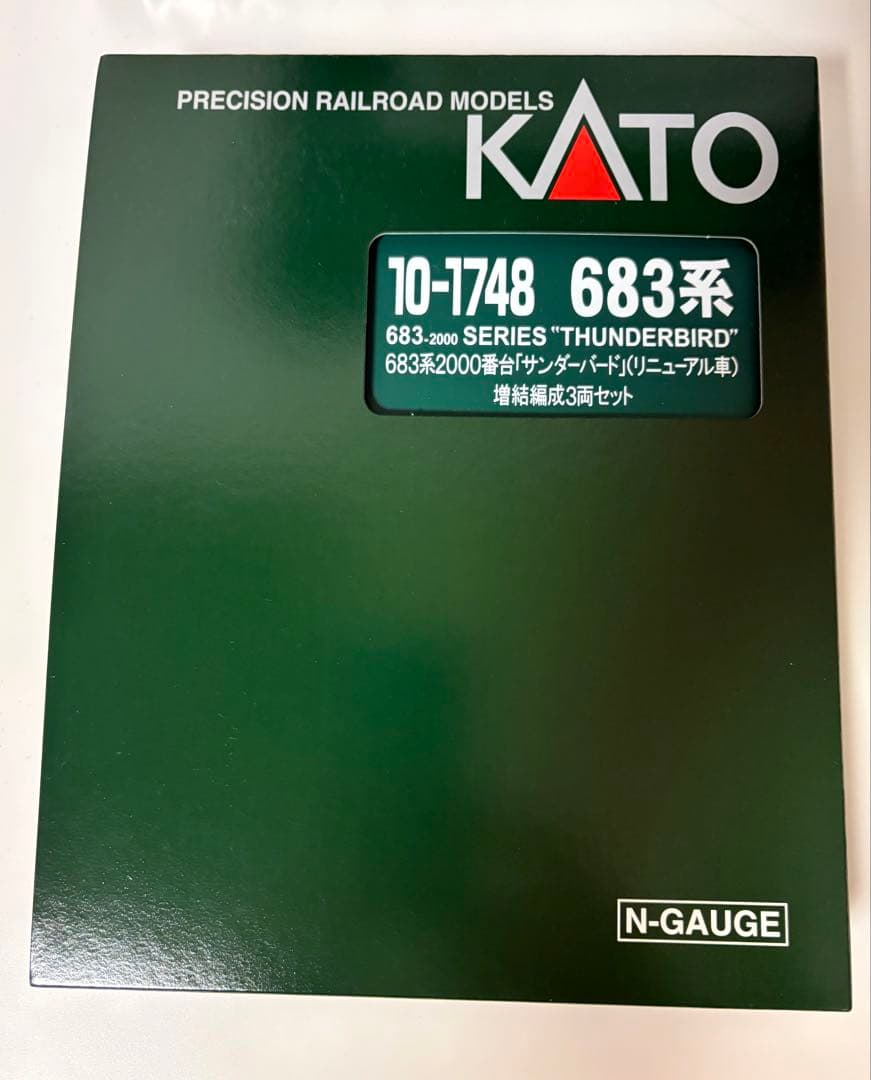 PRECISION RAILROAD MODELS
KATO
10-1748 683系
683-2000 SERIES "THUNDERBIRD"
683系2000番台「サンダーバード」(リニューアル車)
増結編成3両セット
N-GAUGE